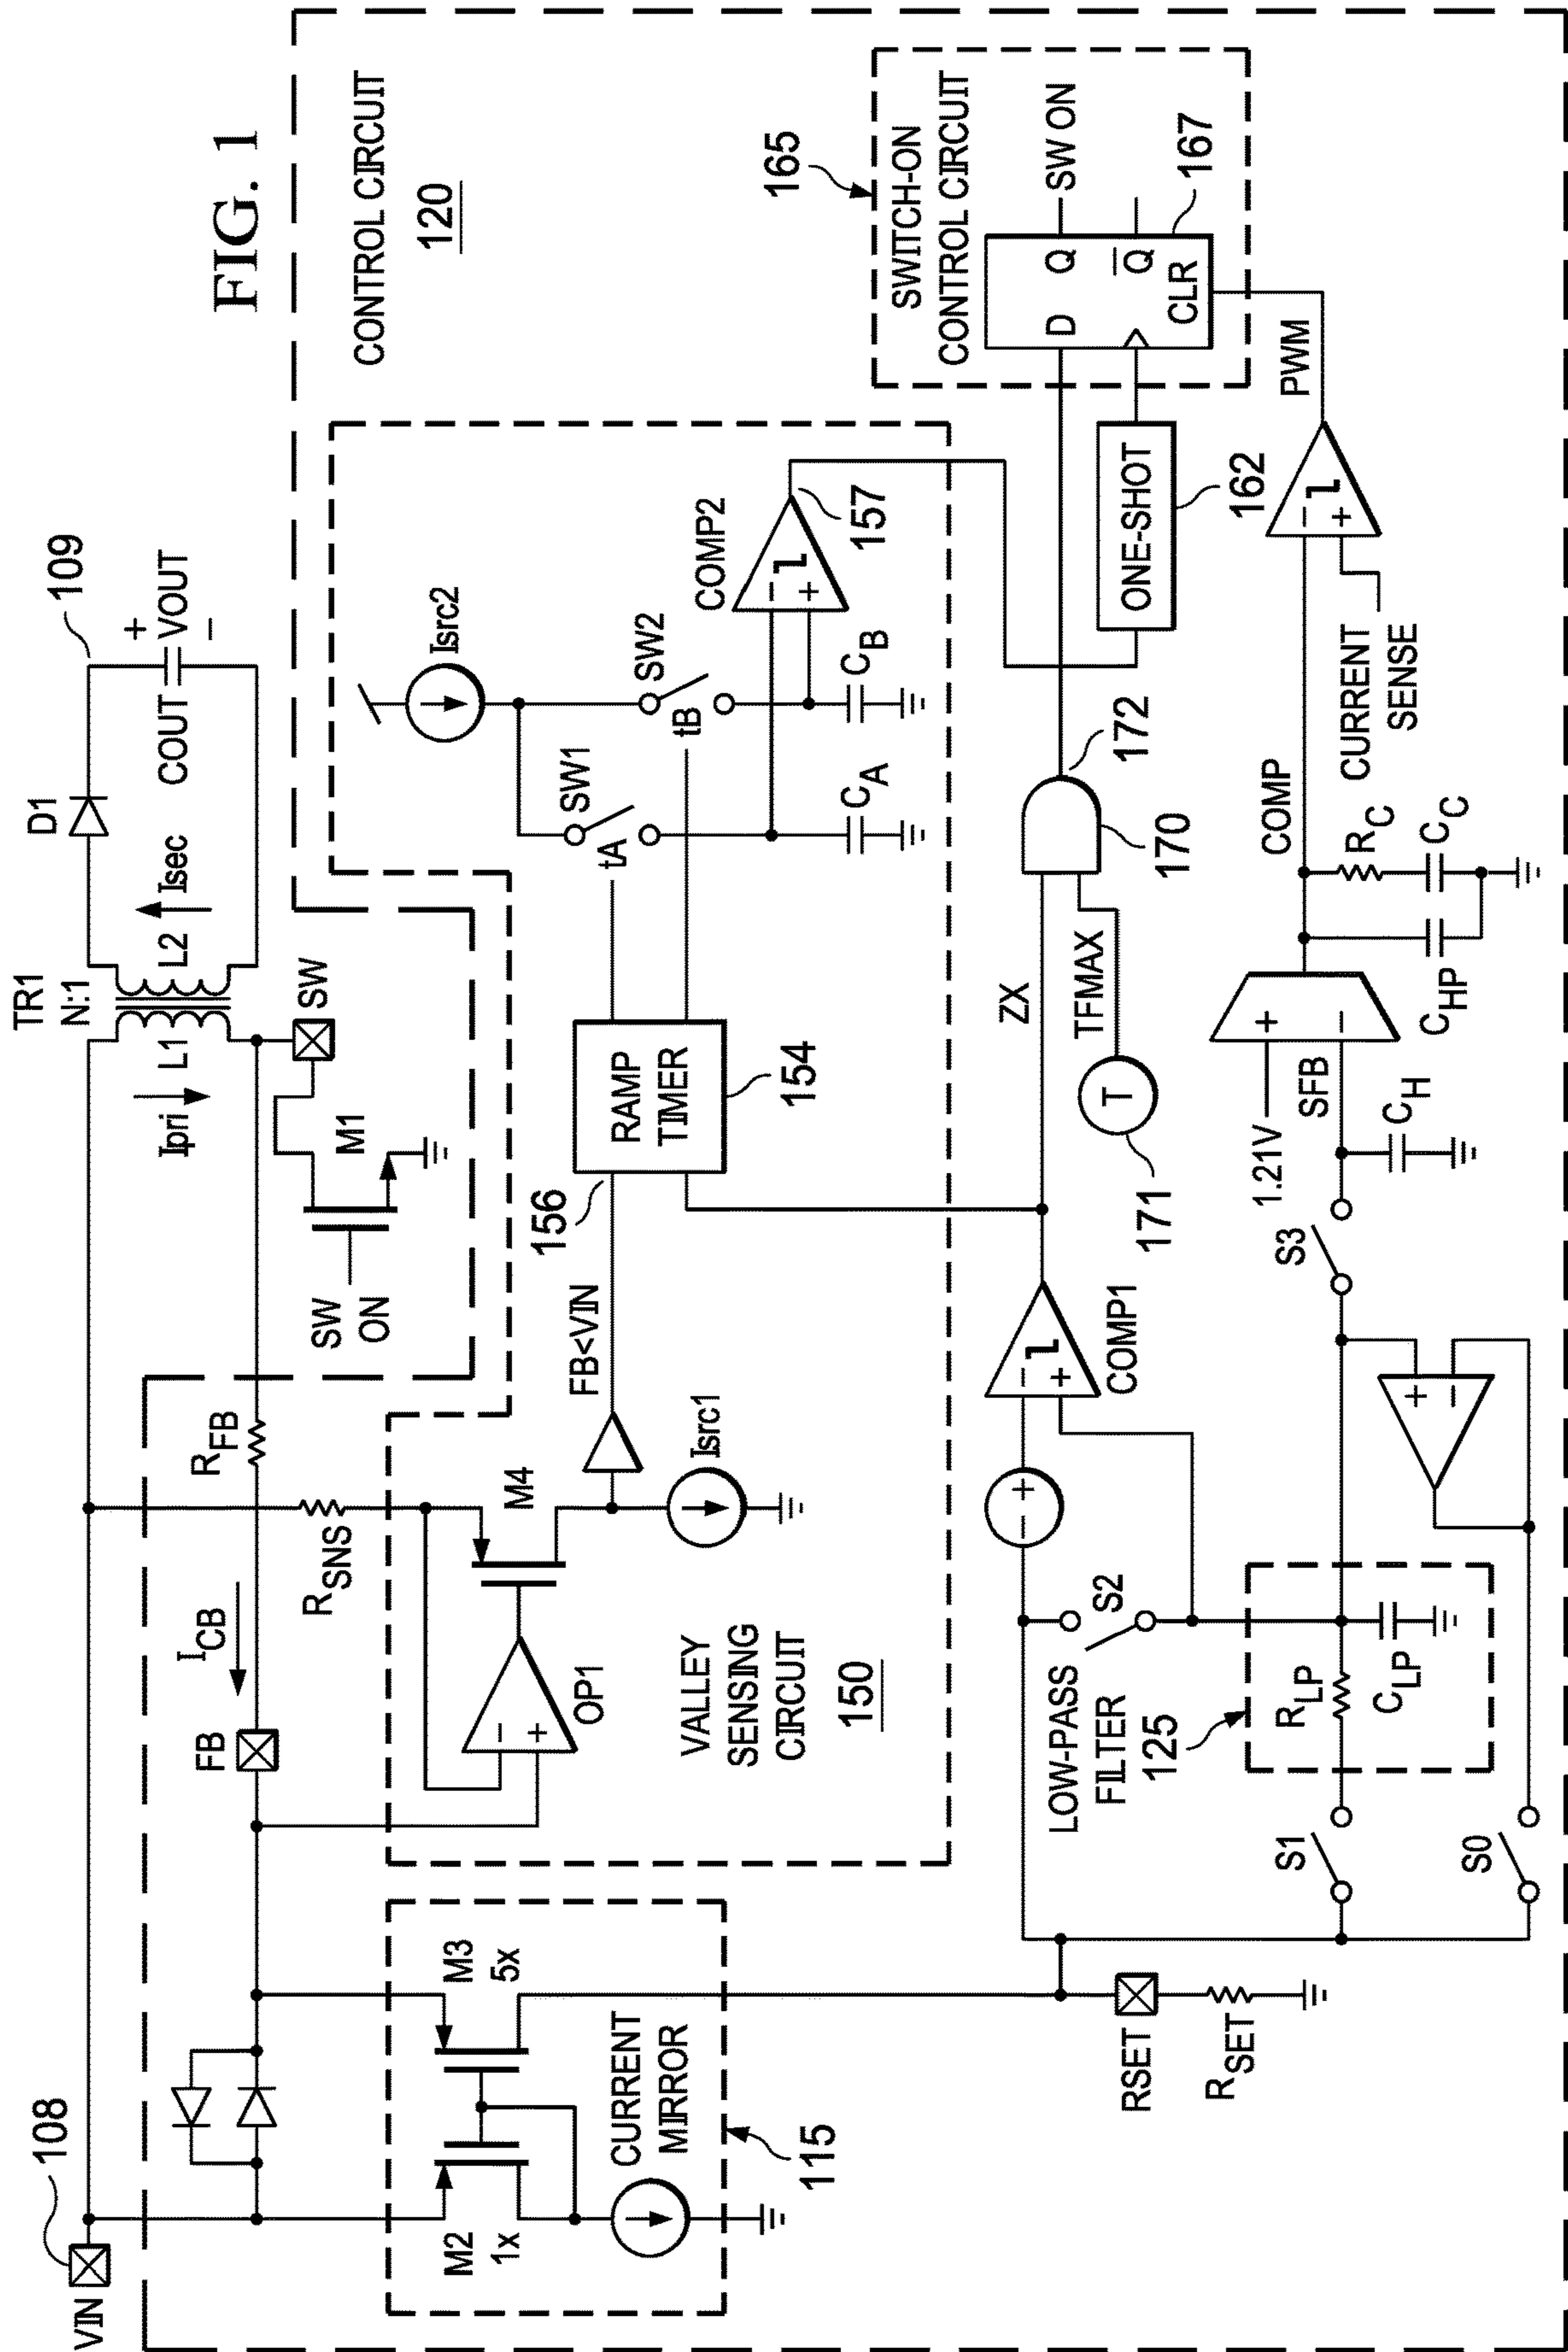 FIG. 1
VIN
108
TR1
N:1
Ipri
L1
L2
Isec
D1
COUT
VOUT
+
−
109
SW
M1
SW
ON
CONTROL CIRCUIT
120
FB
ICB
RFB
RSNS
M2
1x
M3
5x
CURRENT
MIRROR
115
OP1
−
+
M4
FB<VIN
Isrc1
VALLEY
SENSING
CIRCUIT
150
156
RAMP
TIMER
154
tA
SW1
tB
SW2
Isrc2
CA
CB
COMP2
−
+
157
165
SWITCH-ON
CONTROL CIRCUIT
D
Q
SW ON
Q̅
CLR
167
ONE-SHOT
162
RSET
RSET
−
+
S2
COMP1
−
+
ZX
TFMAX
T
171
170
172
LOW-PASS
FILTER
125
S1
RLP
CLP
S0
+
−
S3
SFB
1.21V
+
−
CH
CHP
COMP
RC
CC
CURRENT
SENSE
−
+
PWM